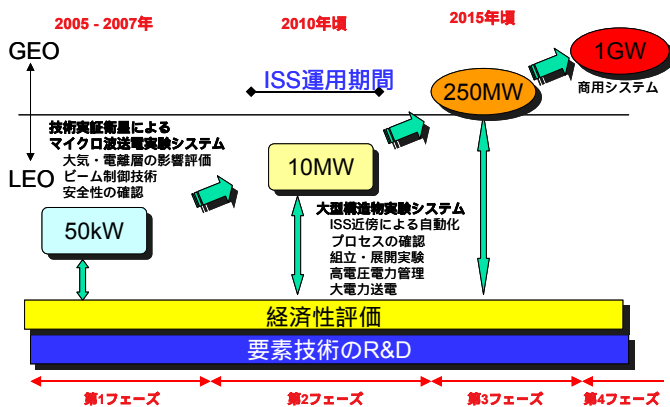 2005 - 2007年
2010年頃
2015年頃
GEO
LEO
ISS運用期間
1GW
商用システム
250MW
技術実証衛星による
マイクロ波送電実験システム
大気・電離層の影響評価
ビーム制御技術
安全性の確認
10MW
50kW
大型構造物実験システム
ISS近傍による自動化
プロセスの確認
組立・展開実験
高電圧電力管理
大電力送電
経済性評価
要素技術のR&D
第1フェーズ
第2フェーズ
第3フェーズ
第4フェーズ